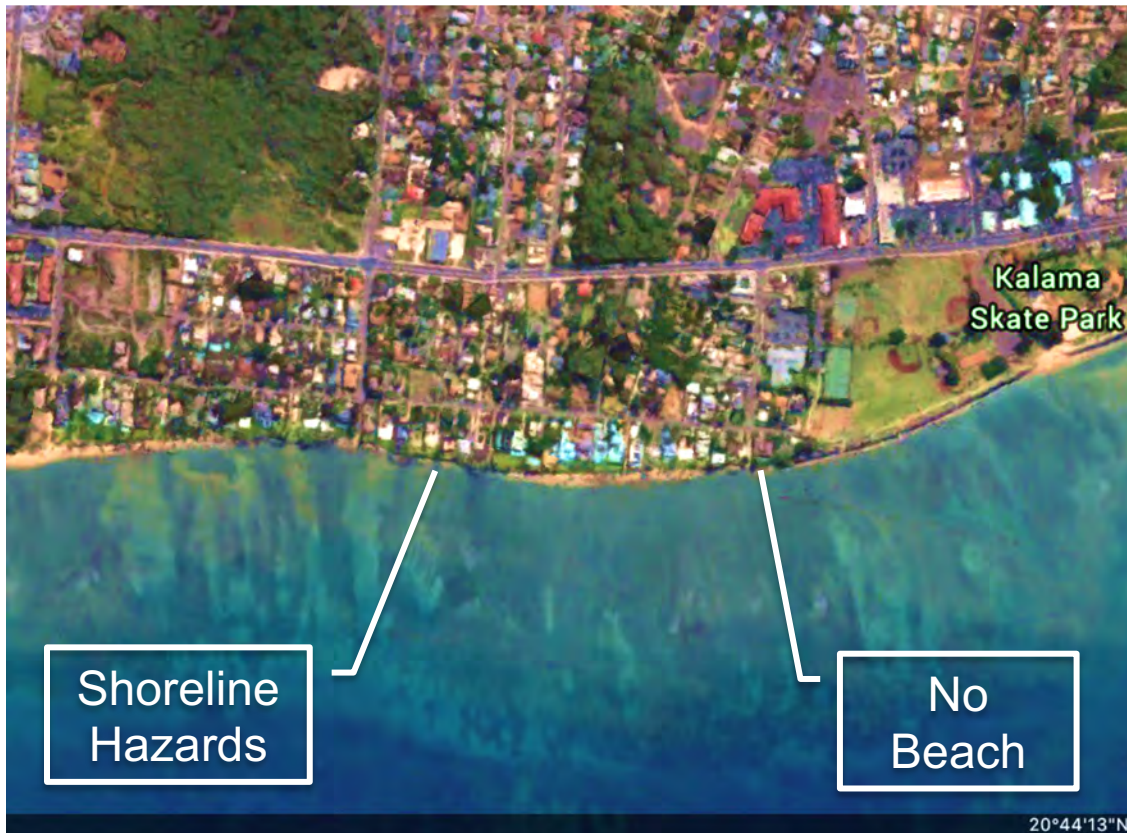 Kalama
Skate Park
Shoreline
Hazards
No
Beach
20°44'13"N